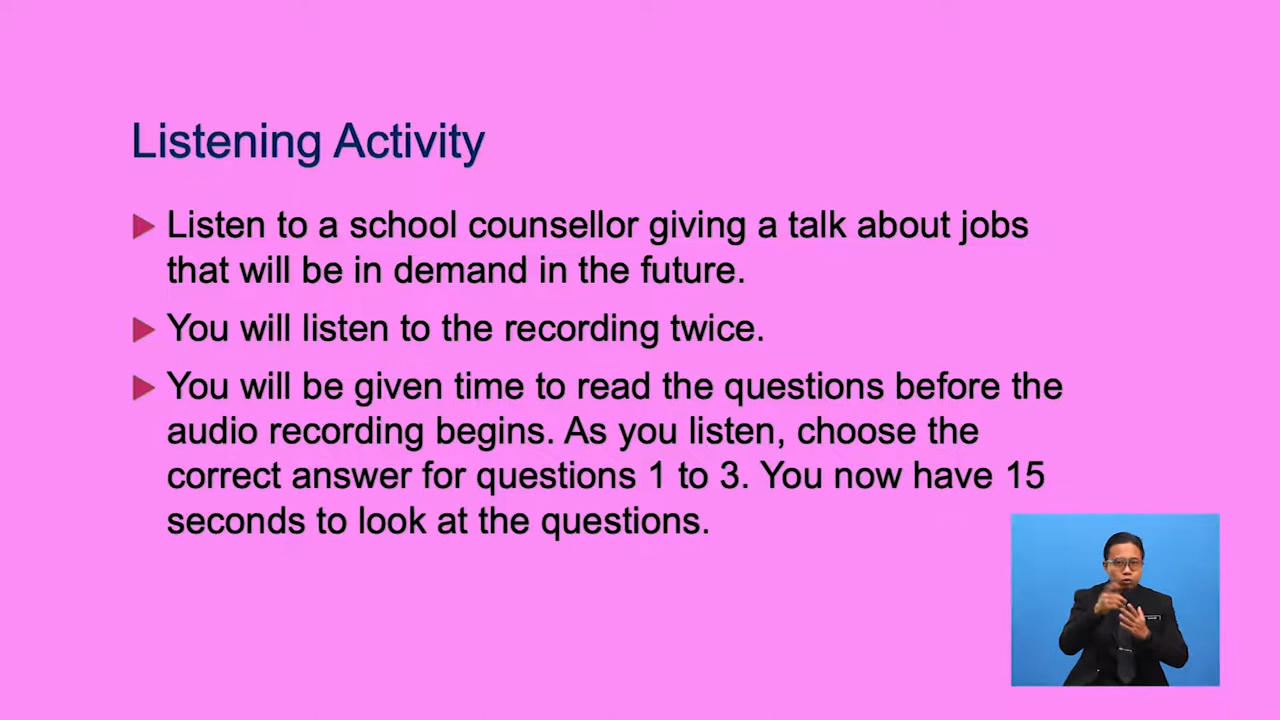 Listening Activity
Listen to a school counsellor giving a talk about jobs
that will be in demand in the future.
You will listen to the recording twice.
You will be given time to read the questions before the
audio recording begins. As you listen, choose the
correct answer for questions 1 to 3. You now have 15
seconds to look at the questions.